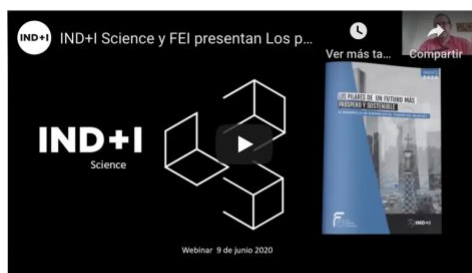 IND+I
IND+I Science y FEI presentan Los p...
Ver más ta...
Compartir
IND+I
Science
LOS PILARES DE UN FUTURO MÁS
PRÓSPERO Y SOSTENIBLE
IND+I
Webinar 9 de junio 2020